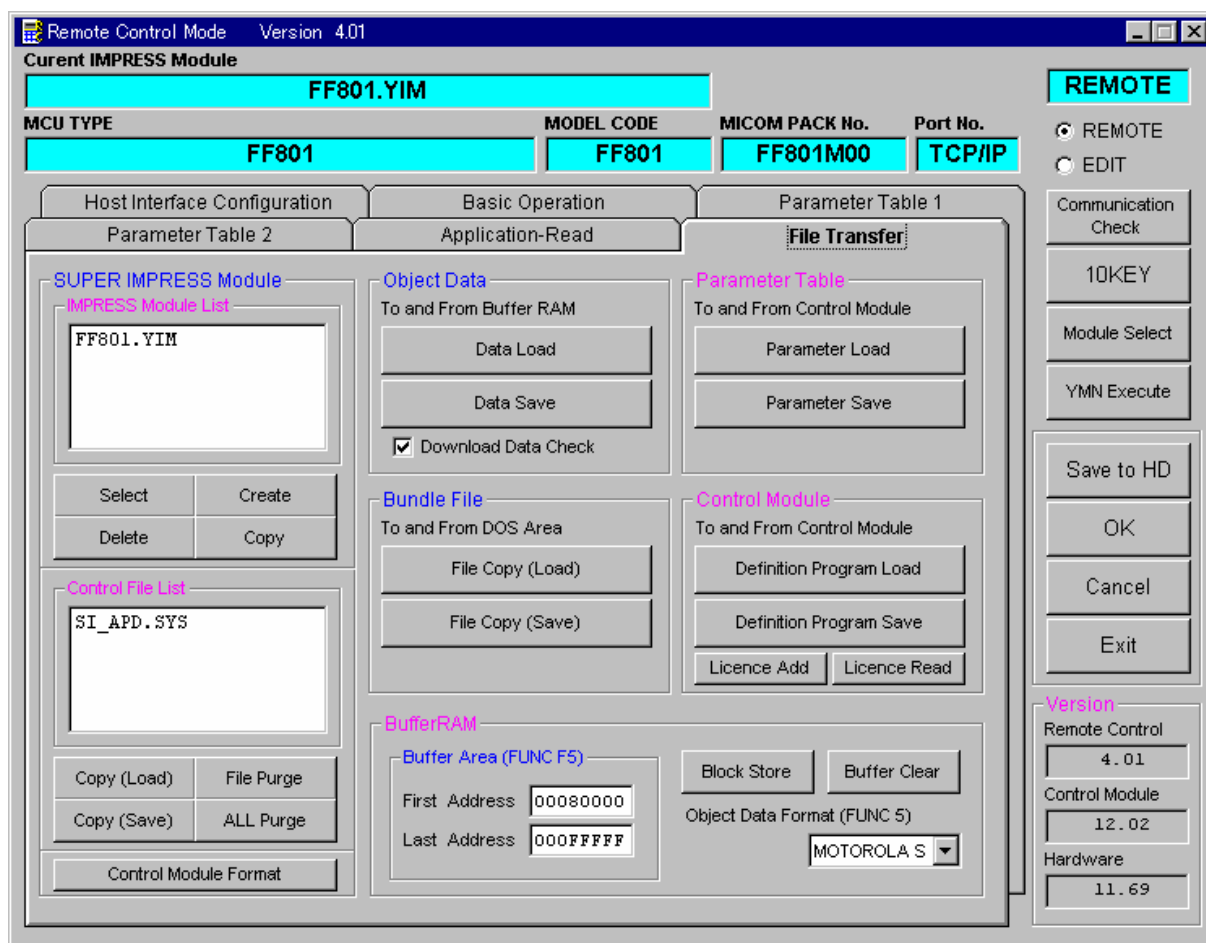 Remote Control Mode Version 4.01
Curent IMPRESS Module
FF801.YIM
REMOTE
MCU TYPE MODEL CODE MICOM PACK No. Port No.
FF801 FF801 FF801M00 TCP/IP
REMOTE
EDIT
Host Interface Configuration Basic Operation Parameter Table 1
Parameter Table 2 Application-Read File Transfer
SUPER IMPRESS Module
IMPRESS Module List
FF801.YIM
Select Create
Delete Copy
Control File List
SI_APD.SYS
Copy (Load) File Purge
Copy (Save) ALL Purge
Control Module Format
Object Data
To and From Buffer RAM
Data Load
Data Save
Download Data Check
Parameter Table
To and From Control Module
Parameter Load
Parameter Save
Bundle File
To and From DOS Area
File Copy (Load)
File Copy (Save)
Control Module
To and From Control Module
Definition Program Load
Definition Program Save
Licence Add Licence Read
BufferRAM
Buffer Area (FUNC F5)
First Address 00080000
Last Address 000FFFFF
Block Store Buffer Clear
Object Data Format (FUNC 5)
MOTOROLA S
Communication
Check
10KEY
Module Select
YMN Execute
Save to HD
OK
Cancel
Exit
Version
Remote Control
4.01
Control Module
12.02
Hardware
11.69